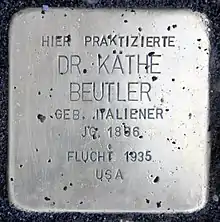 HIER PRAKTIZIERTE
DR. KÄTHE
BEUTLER
GEB. ITALIENER
JG. 1896
FLUCHT 1935
USA